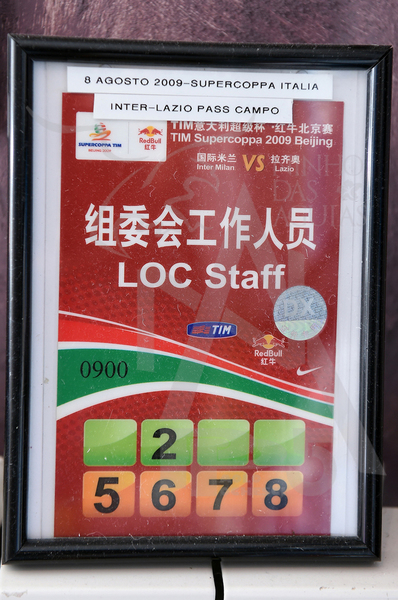 8 AGOSTO 2009-SUPERCOPPA ITALIA
INTER-LAZIO PASS CAMPO
TIM意大利超级杯·红牛北京赛
TIM Supercoppa 2009 Beijing
SUPERCOPPA TIM
BEIJING 2009
RedBull
红牛
国际米兰 VS 拉齐奥
Inter Milan Lazio
组委会工作人员
LOC Staff
TIM
RedBull
红牛
0900
2
5 6 7 8